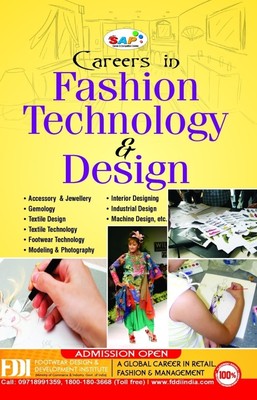 SAP
Careers in
Fashion
Technology
&
Design
• Accessory & Jewellery
• Gemology
• Textile Design
• Textile Technology
• Footwear Technology
• Modeling & Photography
• Interior Designing
• Industrial Design
• Machine Design, etc.
ADMISSION OPEN
FDDI
FOOTWEAR DESIGN &
DEVELOPMENT INSTITUTE
A GLOBAL CAREER IN RETAIL,
FASHION & MANAGEMENT
100%
Call: 09718991359, 1800-180-3668 (Toll free) | www.fddiindia.com